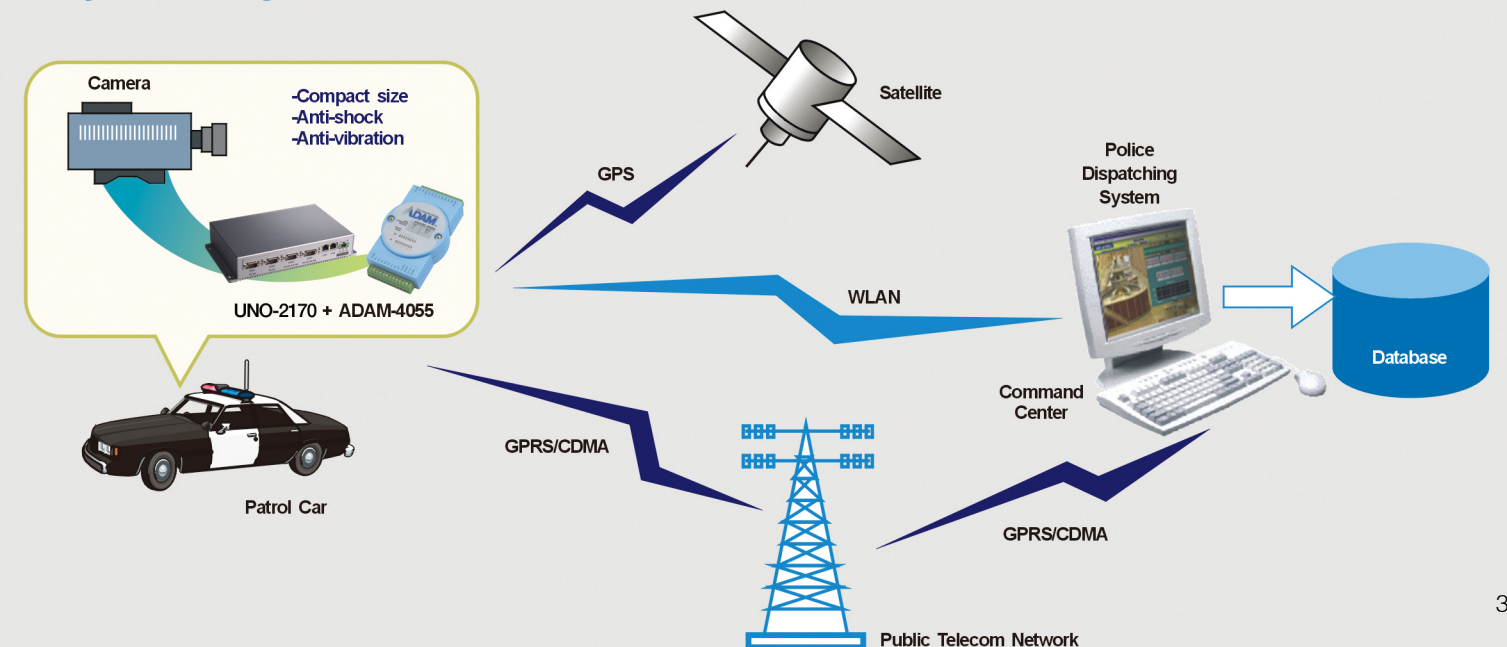 Camera
-Compact size
-Anti-shock
-Anti-vibration
ADAM
UNO-2170 + ADAM-4055
Patrol Car
GPS
Satellite
WLAN
GPRS/CDMA
Police
Dispatching
System
Command
Center
Database
GPRS/CDMA
Public Telecom Network
3